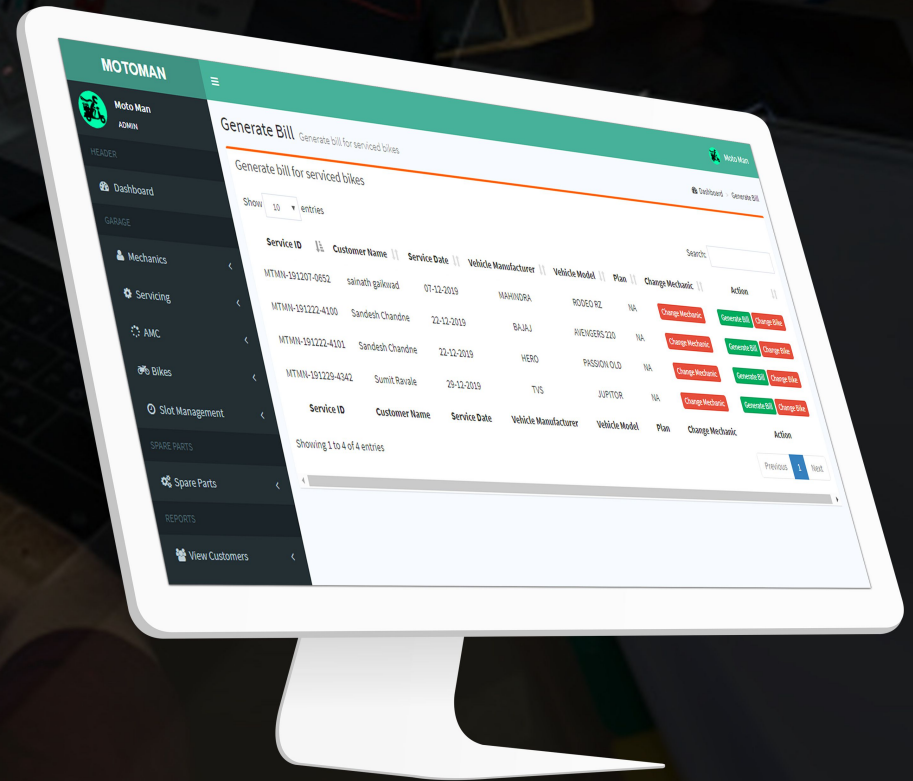 MOTOMAN
Moto Man
ADMIN
HEADER
Dashboard
GARAGE
Mechanics
Servicing
AMC
Bikes
Slot Management
SPARE PARTS
Spare Parts
REPORTS
View Customers
Moto Man
Generate Bill Generate bill for serviced bikes
Dashboard Generate Bill
Generate bill for serviced bikes
Show 10 entries
Search:
Service ID Customer Name Service Date Vehicle Manufacturer Vehicle Model Plan Change Mechanic Action
MTMN-191207-0652 sainath gaikwad 07-12-2019 MAHINDRA RODEO RZ NA Change Mechanic Generate Bill Change Bike
MTMN-191222-4100 Sandesh Chandne 22-12-2019 BAJAJ AVENGERS 220 NA Change Mechanic Generate Bill Change Bike
MTMN-191222-4101 Sandesh Chandne 22-12-2019 HERO PASSION OLD NA Change Mechanic Generate Bill Change Bike
MTMN-191229-4342 Sumit Ravale 29-12-2019 TVS JUPITOR NA Change Mechanic Generate Bill Change Bike
Service ID Customer Name Service Date Vehicle Manufacturer Vehicle Model Plan Change Mechanic Action
Showing 1 to 4 of 4 entries
Previous 1 Next